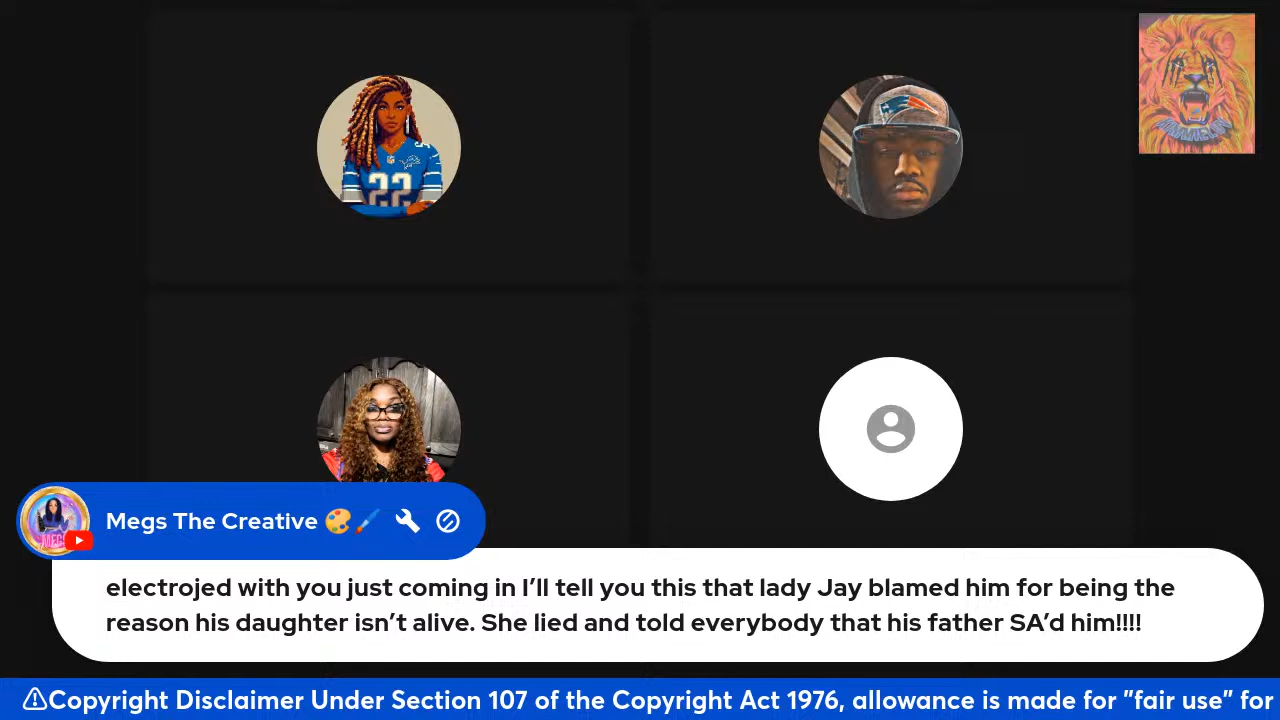 22
Megs The Creative
MEGS
electrojed with you just coming in I’ll tell you this that lady Jay blamed him for being the
reason his daughter isn’t alive. She lied and told everybody that his father SA’d him!!!!
Copyright Disclaimer Under Section 107 of the Copyright Act 1976, allowance is made for ”fair use” for